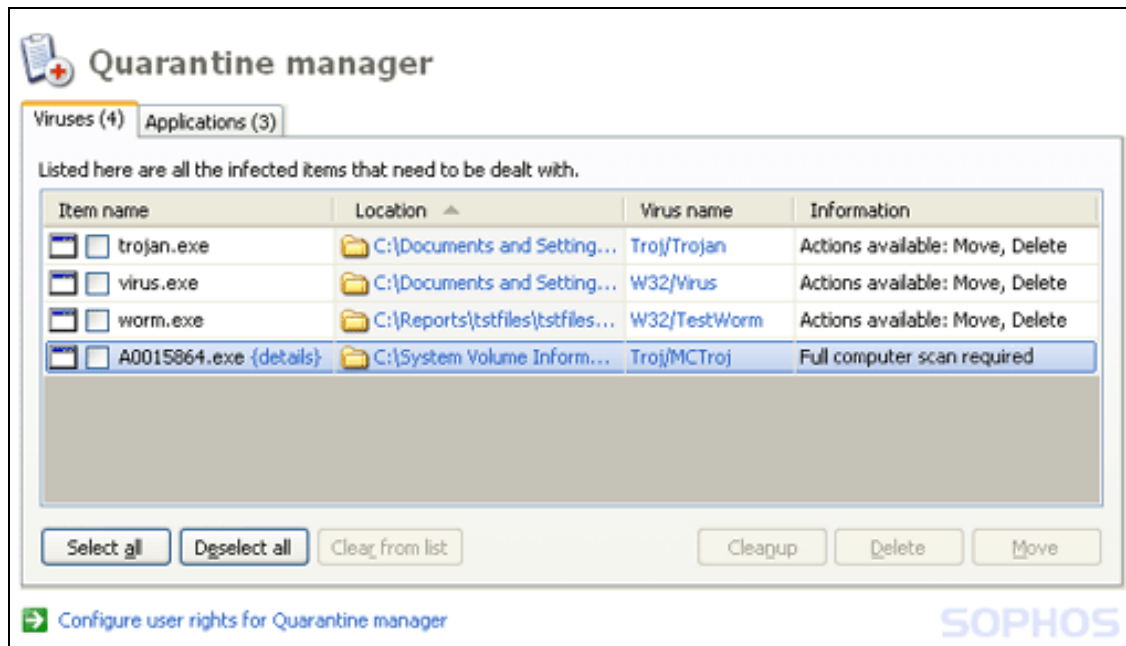 Quarantine manager
Viruses (4) Applications (3)
Listed here are all the infected items that need to be dealt with.
Item name Location Virus name Information
trojan.exe C:\Documents and Setting... Troj/Trojan Actions available: Move, Delete
virus.exe C:\Documents and Setting... W32/Virus Actions available: Move, Delete
worm.exe C:\Reports\tstfiles\tstfiles... W32/TestWorm Actions available: Move, Delete
A0015864.exe {details} C:\System Volume Inform... Troj/MCTroj Full computer scan required
Select all Deselect all Clear from list Cleanup Delete Move
Configure user rights for Quarantine manager
SOPHOS